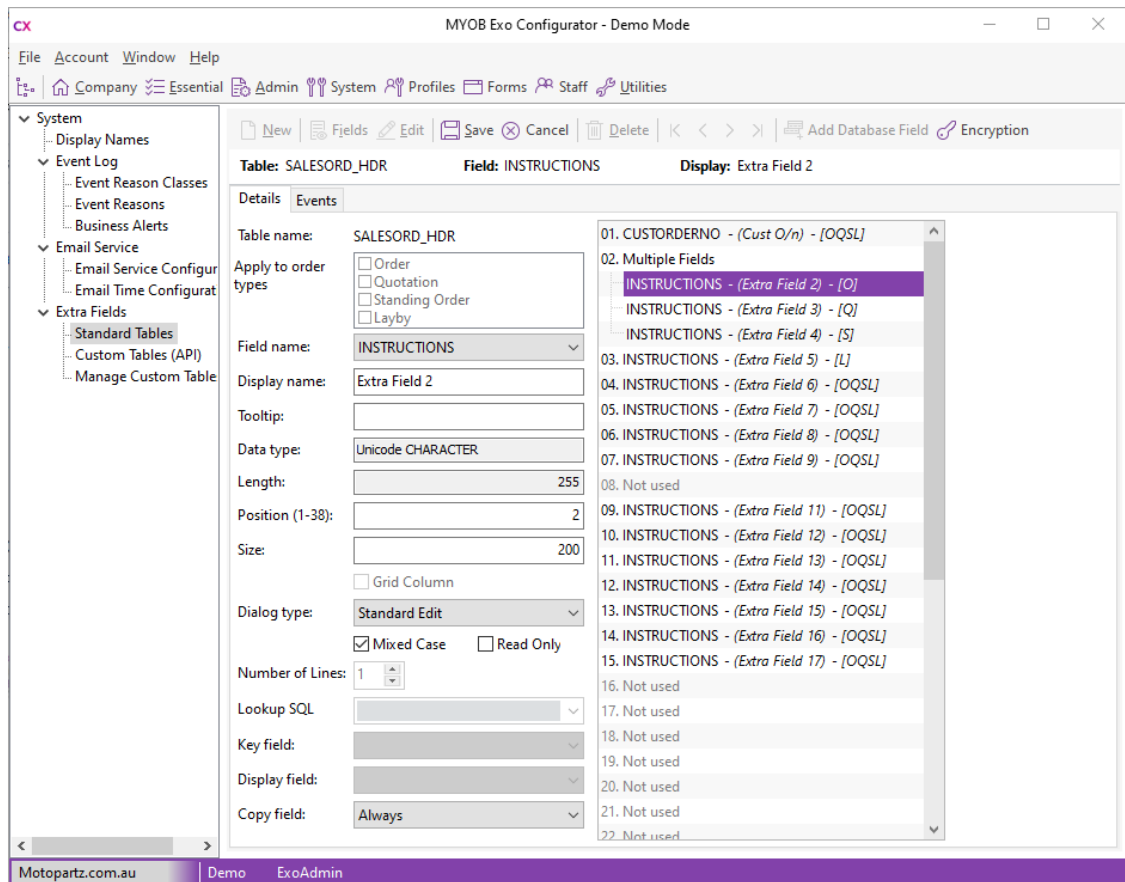 CX MYOB Exo Configurator - Demo Mode
File Account Window Help
Company Essential Admin System Profiles Forms Staff Utilities
System
Display Names
Event Log
Event Reason Classes
Event Reasons
Business Alerts
Email Service
Email Service Configur
Email Time Configurat
Extra Fields
Standard Tables
Custom Tables (API)
Manage Custom Table
New Fields Edit Save Cancel Delete Add Database Field Encryption
Table: SALESORD_HDR Field: INSTRUCTIONS Display: Extra Field 2
Details Events
Table name: SALESORD_HDR
Apply to order types
Order
Quotation
Standing Order
Layby
Field name: INSTRUCTIONS
Display name: Extra Field 2
Tooltip:
Data type: Unicode CHARACTER
Length: 255
Position (1-38): 2
Size: 200
Grid Column
Dialog type: Standard Edit
Mixed Case Read Only
Number of Lines: 1
Lookup SQL
Key field:
Display field:
Copy field: Always
01. CUSTORDERNO - (Cust O/n) - [OQSL]
02. Multiple Fields
INSTRUCTIONS - (Extra Field 2) - [O]
INSTRUCTIONS - (Extra Field 3) - [Q]
INSTRUCTIONS - (Extra Field 4) - [S]
03. INSTRUCTIONS - (Extra Field 5) - [L]
04. INSTRUCTIONS - (Extra Field 6) - [OQSL]
05. INSTRUCTIONS - (Extra Field 7) - [OQSL]
06. INSTRUCTIONS - (Extra Field 8) - [OQSL]
07. INSTRUCTIONS - (Extra Field 9) - [OQSL]
08. Not used
09. INSTRUCTIONS - (Extra Field 11) - [OQSL]
10. INSTRUCTIONS - (Extra Field 12) - [OQSL]
11. INSTRUCTIONS - (Extra Field 13) - [OQSL]
12. INSTRUCTIONS - (Extra Field 14) - [OQSL]
13. INSTRUCTIONS - (Extra Field 15) - [OQSL]
14. INSTRUCTIONS - (Extra Field 16) - [OQSL]
15. INSTRUCTIONS - (Extra Field 17) - [OQSL]
16. Not used
17. Not used
18. Not used
19. Not used
20. Not used
21. Not used
22. Not used
Motopartz.com.au Demo ExoAdmin